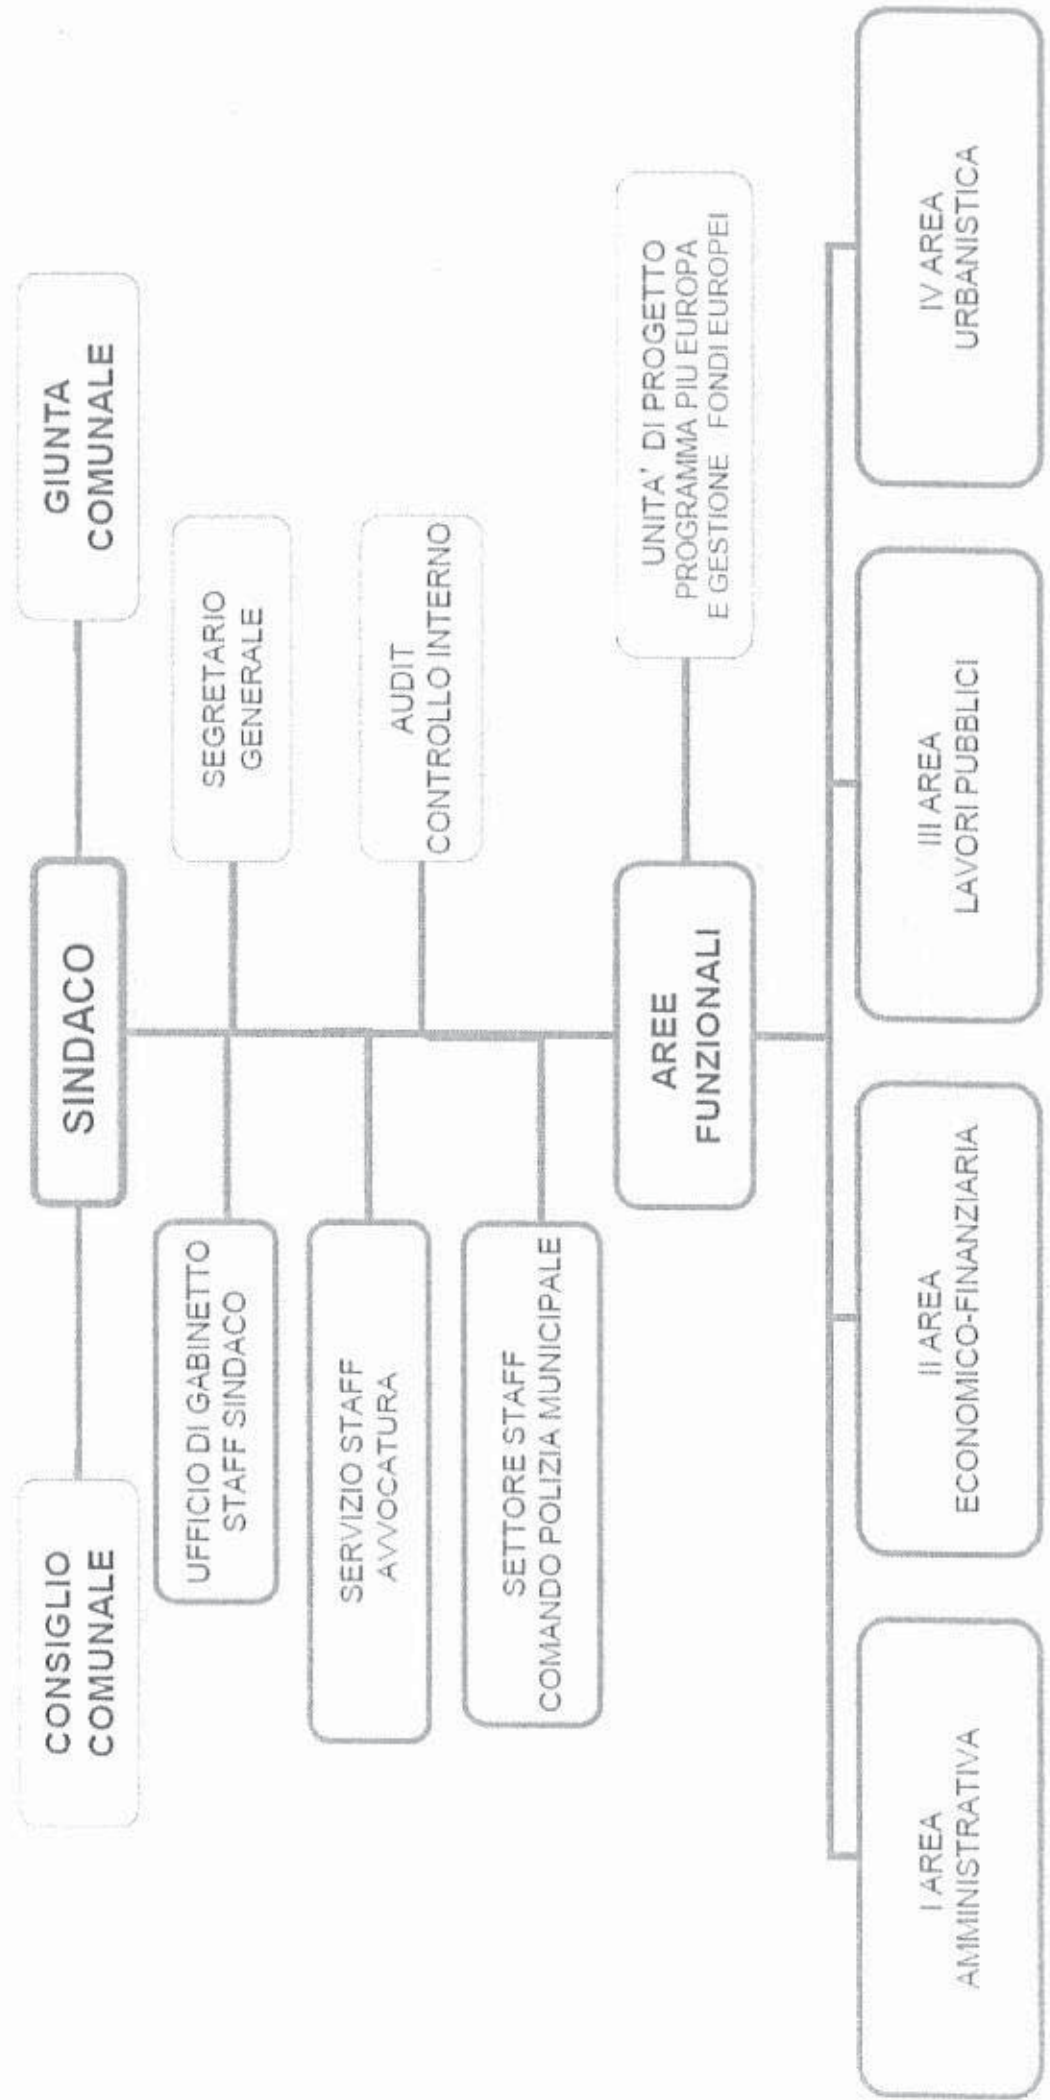 CONSIGLIO
COMUNALE
SINDACO
GIUNTA
COMUNALE
UFFICIO DI GABINETTO
STAFF SINDACO
SEGRETARIO
GENERALE
SERVIZIO STAFF
AVVOCATURA
AUDIT
CONTROLLO INTERNO
SETTORE STAFF
COMANDO POLIZIA MUNICIPALE
AREE
FUNZIONALI
UNITA' DI PROGETTO
PROGRAMMA PIU EUROPA
E GESTIONE FONDI EUROPEI
I AREA
AMMINISTRATIVA
II AREA
ECONOMICO-FINANZIARIA
III AREA
LAVORI PUBBLICI
IV AREA
URBANISTICA